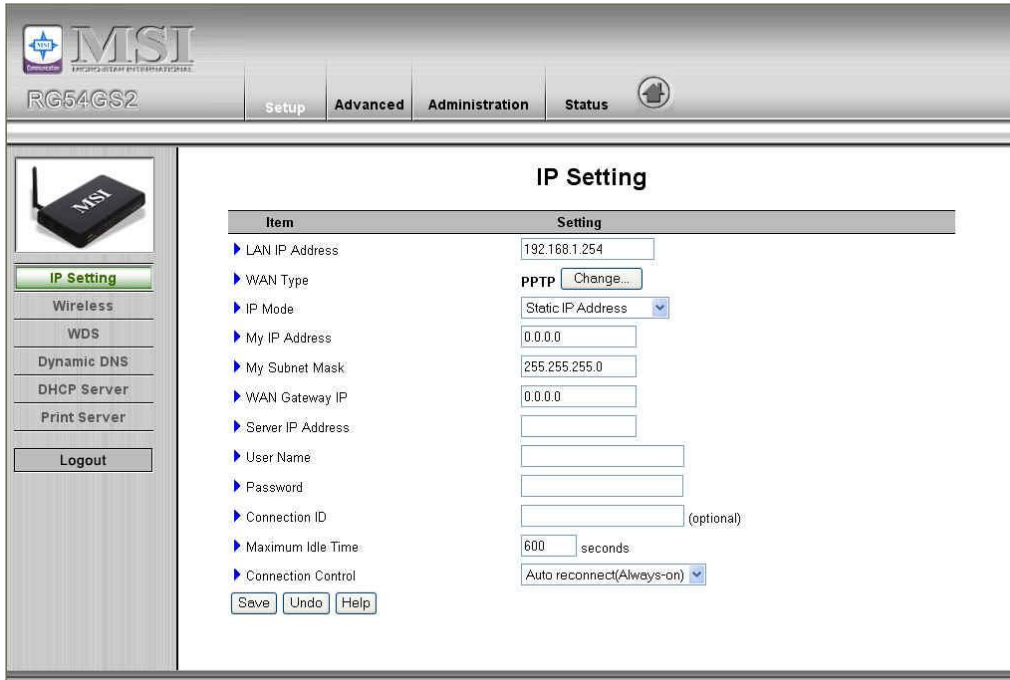 MSI
MICRO-STAR INTERNATIONAL
RG54GS2
Setup
Advanced
Administration
Status
MSI
IP Setting
Wireless
WDS
Dynamic DNS
DHCP Server
Print Server
Logout
IP Setting
Item Setting
LAN IP Address 192.168.1.254
WAN Type PPTP Change...
IP Mode Static IP Address
My IP Address 0.0.0.0
My Subnet Mask 255.255.255.0
WAN Gateway IP 0.0.0.0
Server IP Address
User Name
Password
Connection ID (optional)
Maximum Idle Time 600 seconds
Connection Control Auto reconnect(Always-on)
Save Undo Help